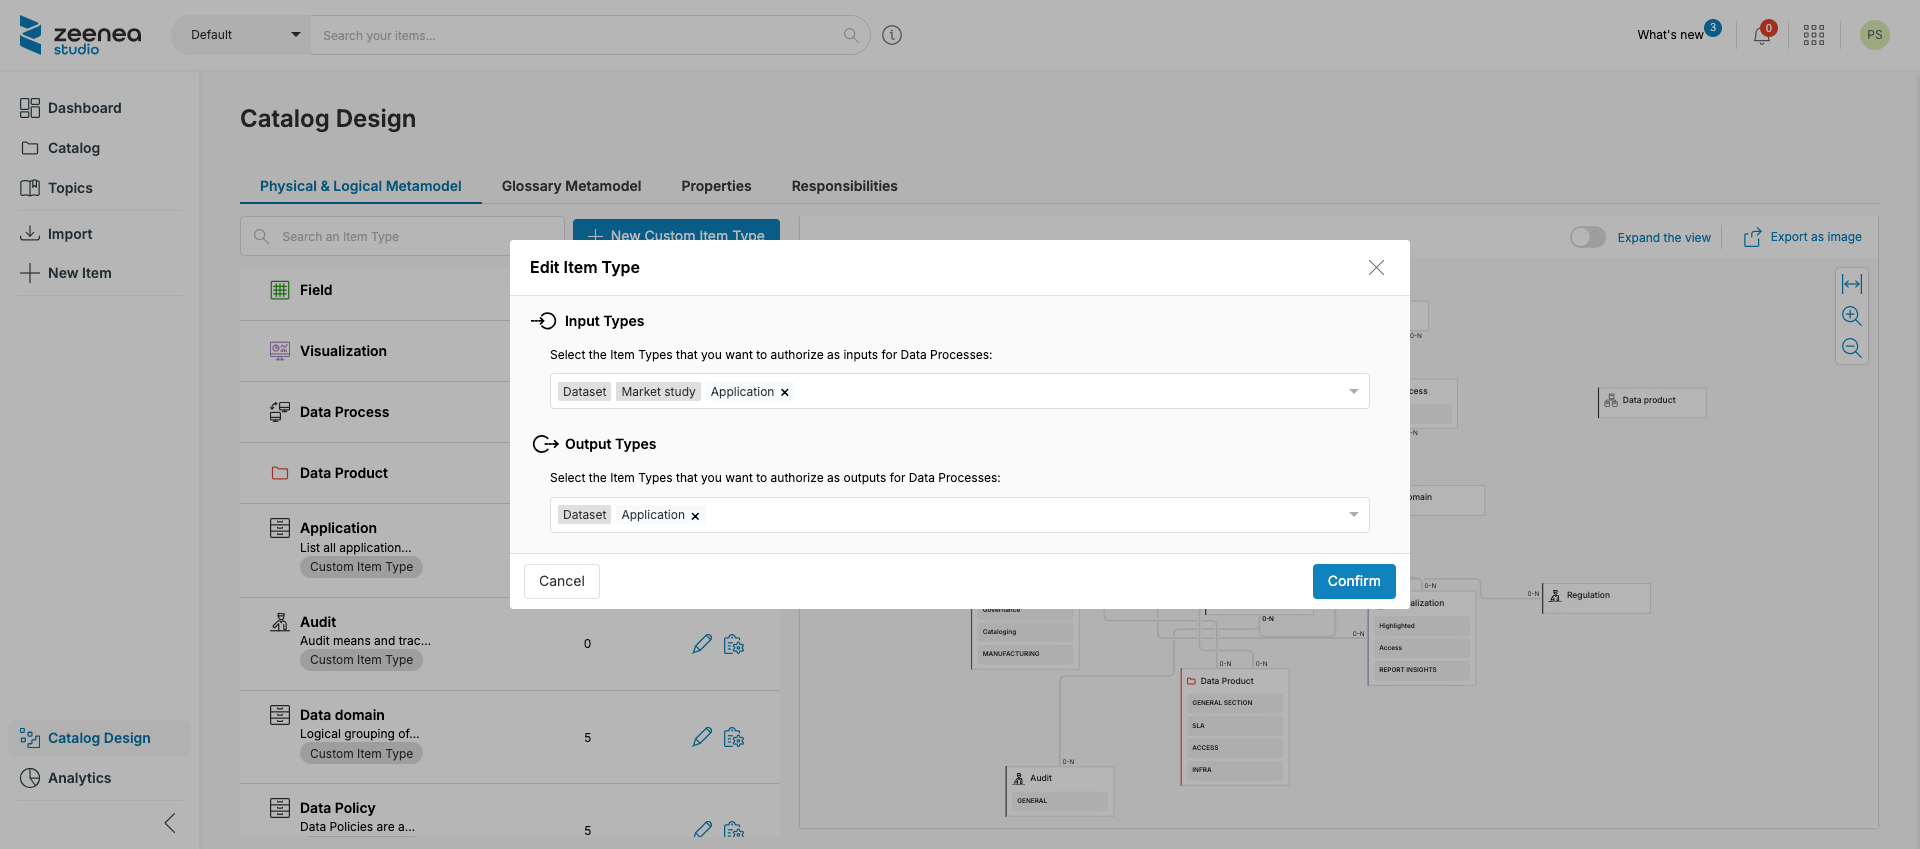 zeenea
studio
Default
Search your items...
What's new
3
0
PS
Dashboard
Catalog
Topics
Import
New Item
Catalog Design
Analytics
Catalog Design
Physical & Logical Metamodel
Glossary Metamodel
Properties
Responsibilities
Search an Item Type
New Custom Item Type
Expand the view
Export as image
Field
Visualization
Data Process
Data Product
Application
List all application...
Custom Item Type
Audit
Audit means and trac...
Custom Item Type
0
Data domain
Logical grouping of...
Custom Item Type
5
Data Policy
Data Policies are a...
5
Edit Item Type
Input Types
Select the Item Types that you want to authorize as inputs for Data Processes:
Dataset
Market study
Application
Output Types
Select the Item Types that you want to authorize as outputs for Data Processes:
Dataset
Application
Cancel
Confirm
0-N
cess
-N
Data product
omain
0-N
0-N
Regulation
alization
Highlighted
Access
REPORT INSIGHTS
0-N
Governance
Cataloging
MANUFACTURING
0-N
0-N
0-N
Data Product
GENERAL SECTION
SLA
ACCESS
INFRA
0-N
Audit
GENERAL